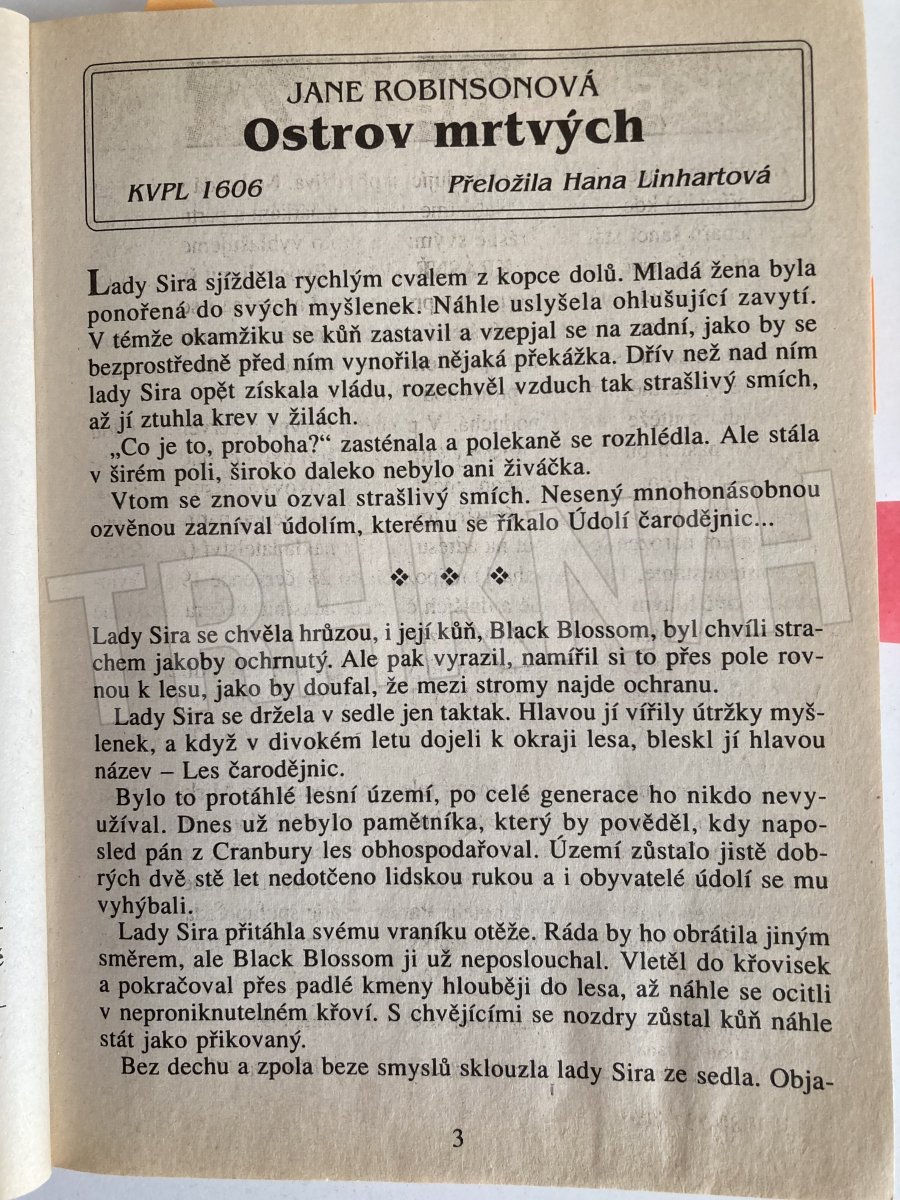 JANE ROBINSONOVÁ
Ostrov mrtvých
KVPL 1606 Přeložila Hana Linhartová
Lady Sira sjížděla rychlým cvalem z kopce dolů. Mladá žena byla
ponořená do svých myšlenek. Náhle uslyšela ohlušující zavytí.
V témže okamžiku se kůň zastavil a vzepjal se na zadní, jako by se
bezprostředně před ním vynořila nějaká překážka. Dřív než nad ním
lady Sira opět získala vládu, rozechvěl vzduch tak strašlivý smích,
až jí ztuhla krev v žilách.
„Co je to, proboha?“ zasténala a polekaně se rozhlédla. Ale stála
v širém poli, široko daleko nebylo ani živáčka.
Vtom se znovu ozval strašlivý smích. Nesený mnohonásobnou
ozvěnou zazníval údolím, kterému se říkalo Údolí čarodějnic...
TRHKNIH
Lady Sira se chvěla hrůzou, i její kůň, Black Blossom, byl chvíli stra-
chem jakoby ochrnutý. Ale pak vyrazil, namířil si to přes pole rov-
nou k lesu, jako by doufal, že mezi stromy najde ochranu.
Lady Sira se držela v sedle jen taktak. Hlavou jí vířily útržky myš-
lenek, a když v divokém letu dojeli k okraji lesa, bleskl jí hlavou
název – Les čarodějnic.
Bylo to protáhlé lesní území, po celé generace ho nikdo nevy-
užíval. Dnes už nebylo pamětníka, který by pověděl, kdy napo-
sled pán z Cranbury les obhospodařoval. Území zůstalo jistě dob-
rých dvě stě let nedotčeno lidskou rukou a i obyvatelé údolí se mu
vyhýbali.
Lady Sira přitáhla svému vraníku otěže. Ráda by ho obrátila jiným
směrem, ale Black Blossom ji už neposlouchal. Vletěl do křovisek
a pokračoval přes padlé kmeny hlouběji do lesa, až náhle se ocitli
v neproniknutelném křoví. S chvějícími se nozdry zůstal kůň náhle
stát jako přikovaný.
Bez dechu a zpola beze smyslů sklouzla lady Sira ze sedla. Obja-
3